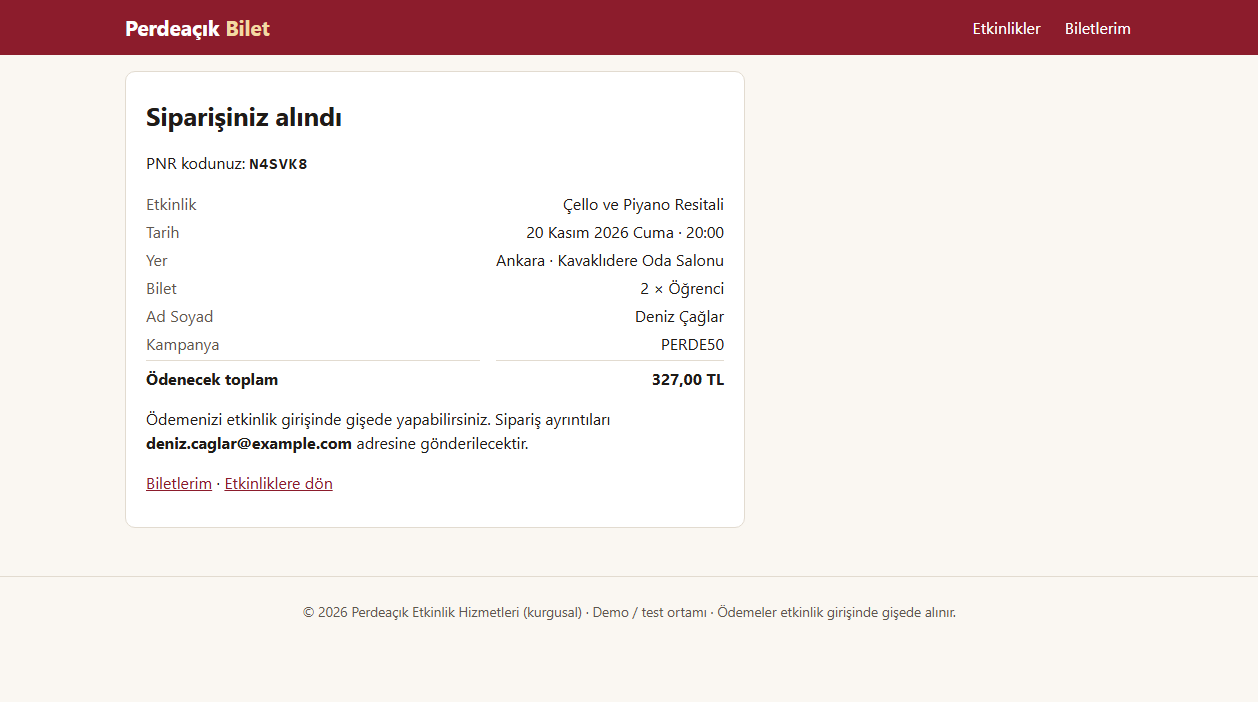 Perdeaçık Bilet
Etkinlikler
Biletlerim
Siparişiniz alındı
PNR kodunuz: N4SVK8
Etkinlik Çello ve Piyano Resitali
Tarih 20 Kasım 2026 Cuma · 20:00
Yer Ankara · Kavaklıdere Oda Salonu
Bilet 2 × Öğrenci
Ad Soyad Deniz Çağlar
Kampanya PERDE50
Ödenecek toplam 327,00 TL
Ödemenizi etkinlik girişinde gişede yapabilirsiniz. Sipariş ayrıntıları
deniz.caglar@example.com adresine gönderilecektir.
Biletlerim · Etkinliklere dön
© 2026 Perdeaçık Etkinlik Hizmetleri (kurgusal) · Demo / test ortamı · Ödemeler etkinlik girişinde gişede alınır.